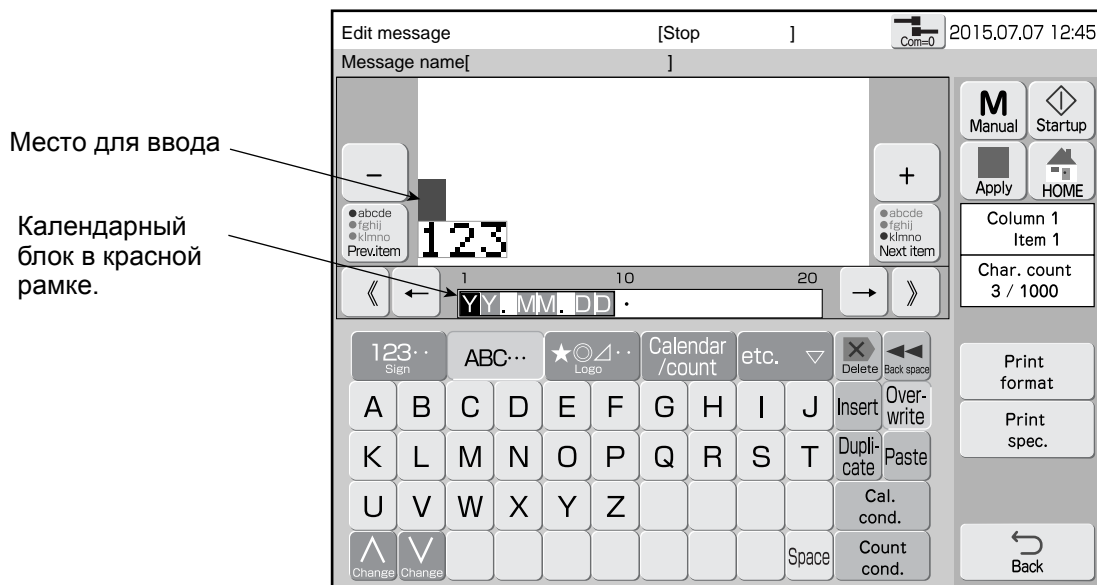 Edit message [Stop ] Com=0 2015.07.07 12:45
Message name[ ]
Место для ввода
Календарный
блок в красной
рамке.
−
+
●abcde
●fghij
●klmno
Prev.item
●abcde
●fghij
●klmno
Next item
123
M
Manual
Startup
Apply
HOME
Column 1
Item 1
Char. count
3 / 1000
《 ← 1 10 20 → 》
YY.MM.DD ·
123··
Sign
ABC···
★◎⊿··
Logo
Calendar
/count
etc. ▽
Delete
Back space
A B C D E F G H I J
Insert
Over-
write
K L M N O P Q R S T
Dupli-
cate
Paste
U V W X Y Z
Cal.
cond.
Change
Change
Space
Count
cond.
Print
format
Print
spec.
Back